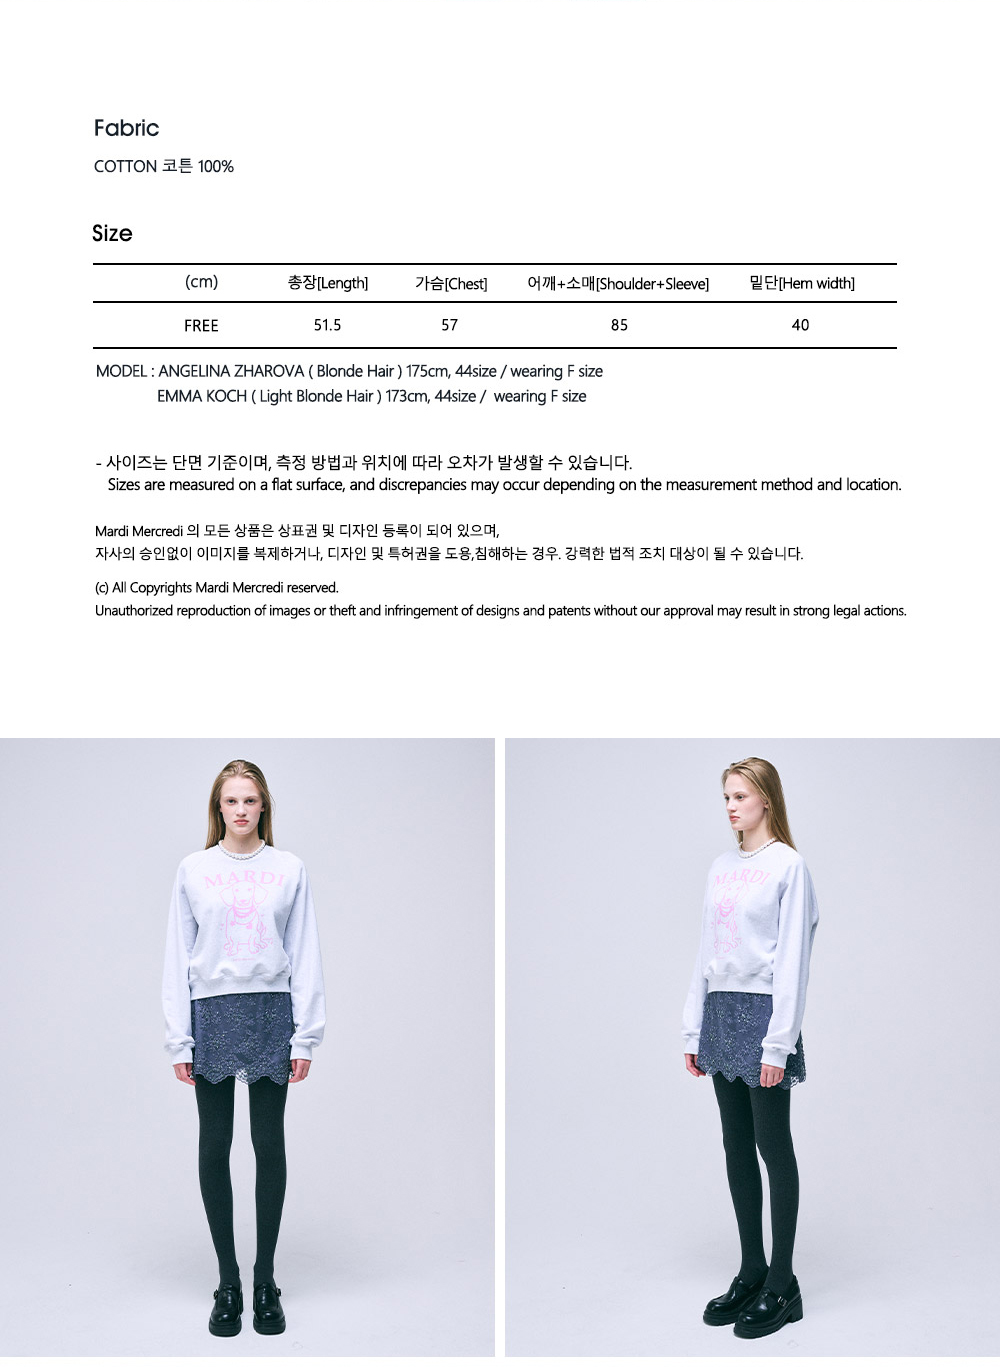 Fabric
COTTON 코튼 100%
Size
(cm) 총장[Length] 가슴[Chest] 어깨+소매[Shoulder+Sleeve] 밑단[Hem width]
FREE 51.5 57 85 40
MODEL : ANGELINA ZHAROVA ( Blonde Hair ) 175cm, 44size / wearing F size
EMMA KOCH ( Light Blonde Hair ) 173cm, 44size / wearing F size
- 사이즈는 단면 기준이며, 측정 방법과 위치에 따라 오차가 발생할 수 있습니다.
Sizes are measured on a flat surface, and discrepancies may occur depending on the measurement method and location.
Mardi Mercredi 의 모든 상품은 상표권 및 디자인 등록이 되어 있으며,
자사의 승인없이 이미지를 복제하거나, 디자인 및 특허권을 도용,침해하는 경우. 강력한 법적 조치 대상이 될 수 있습니다.
(c) All Copyrights Mardi Mercredi reserved.
Unauthorized reproduction of images or theft and infringement of designs and patents without our approval may result in strong legal actions.
MARDI
MARDI